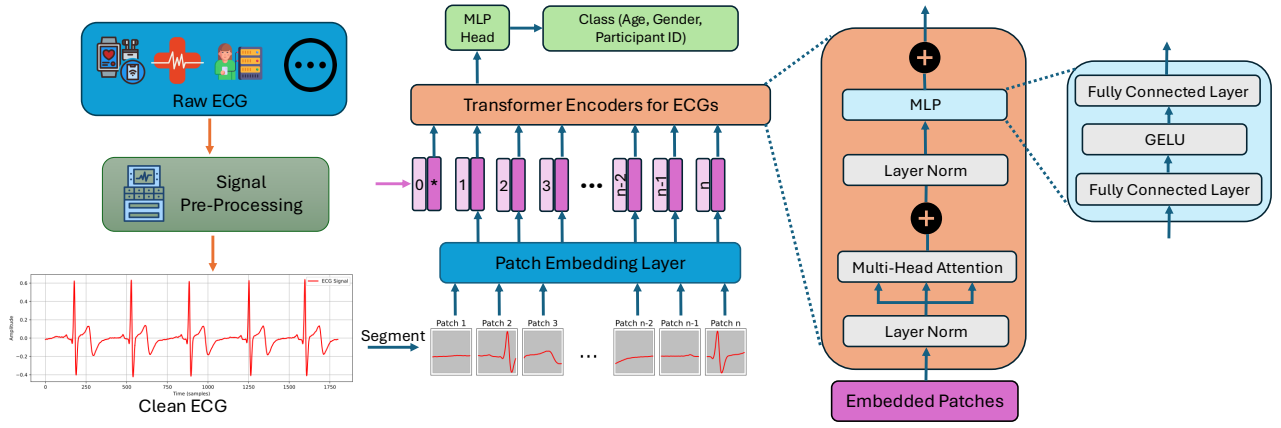 Raw ECG
Signal
Pre-Processing
ECG Signal
Amplitude
0.6
0.4
0.2
0.0
−0.2
−0.4
0 250 500 750 1000 1250 1500 1750
Time (samples)
Clean ECG
MLP
Head
Class (Age, Gender,
Participant ID)
Transformer Encoders for ECGs
0 * 1 2 3 ••• n-2 n-1 n
Patch Embedding Layer
Segment
Patch 1 Patch 2 Patch 3 ... Patch n-2 Patch n-1 Patch n
+
MLP
Layer Norm
+
Multi-Head Attention
Layer Norm
Embedded Patches
Fully Connected Layer
GELU
Fully Connected Layer